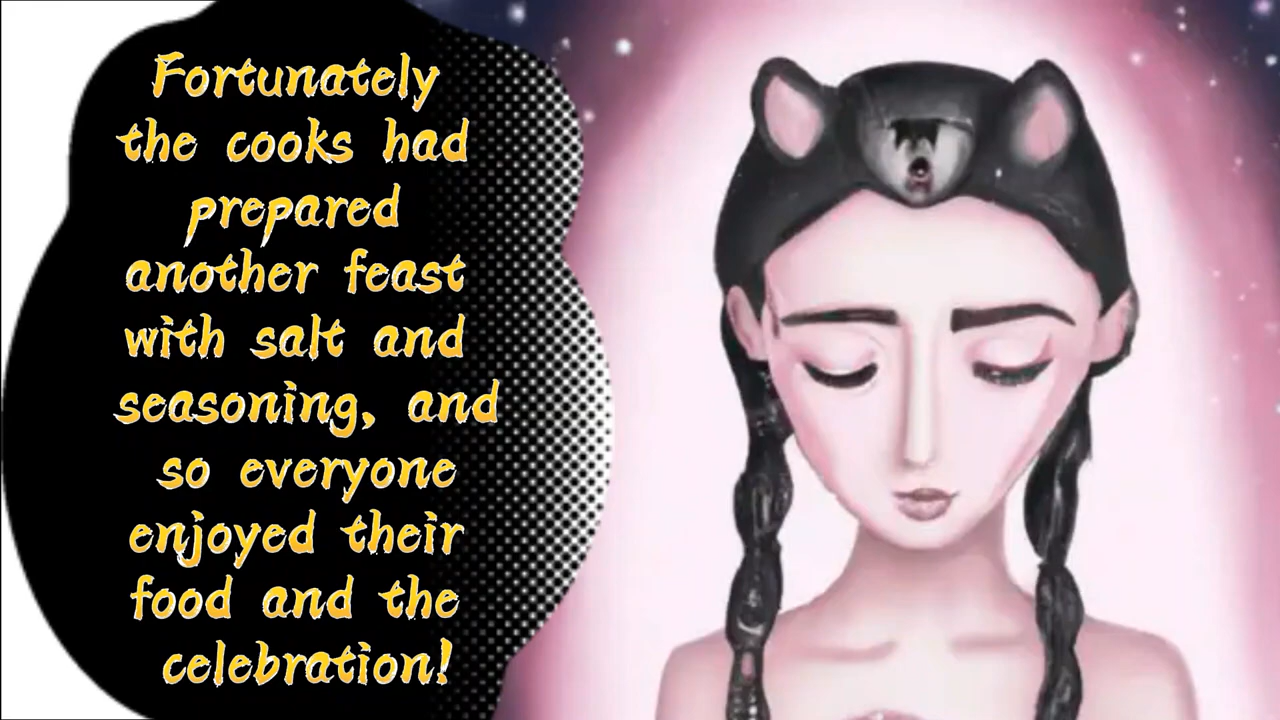 Fortunately
the cooks had
prepared
another feast
with salt and
seasoning, and
so everyone
enjoyed their
food and the
celebration!